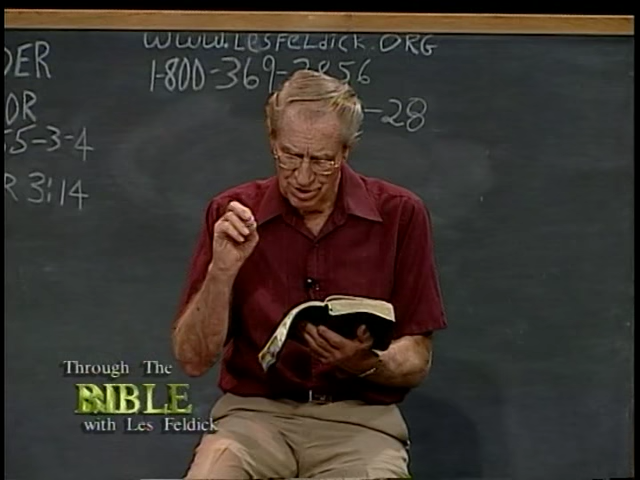 WWW.LESFELDICK.ORG
1-800-369-7856
-28
DER
OR
5-3-4
R 3:14
Through The
BIBLE
with Les Feldick